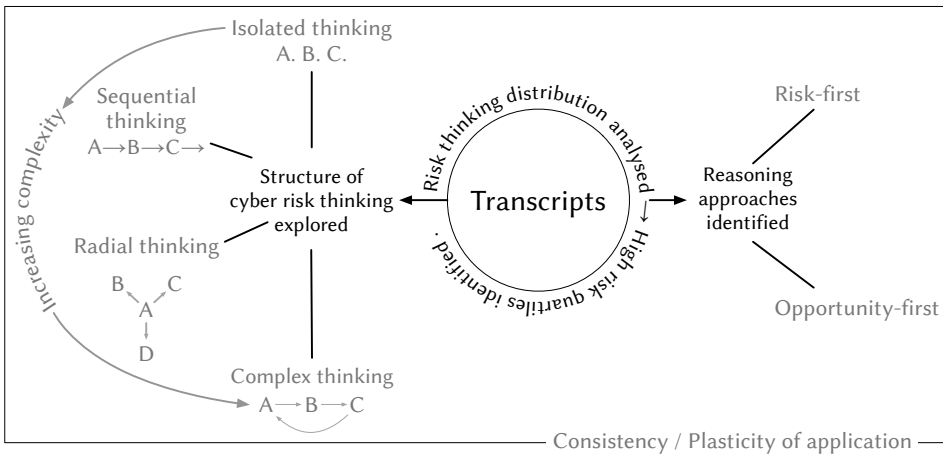 Isolated thinking
A. B. C.
Increasing complexity
Sequential
thinking
A→B→C→
Structure of
cyber risk thinking
explored
Radial thinking
B
C
A
D
Complex thinking
A → B → C
Risk thinking distribution analysed → High risk quartiles identified .
Transcripts
Reasoning
approaches
identified
Risk-first
Opportunity-first
Consistency / Plasticity of application